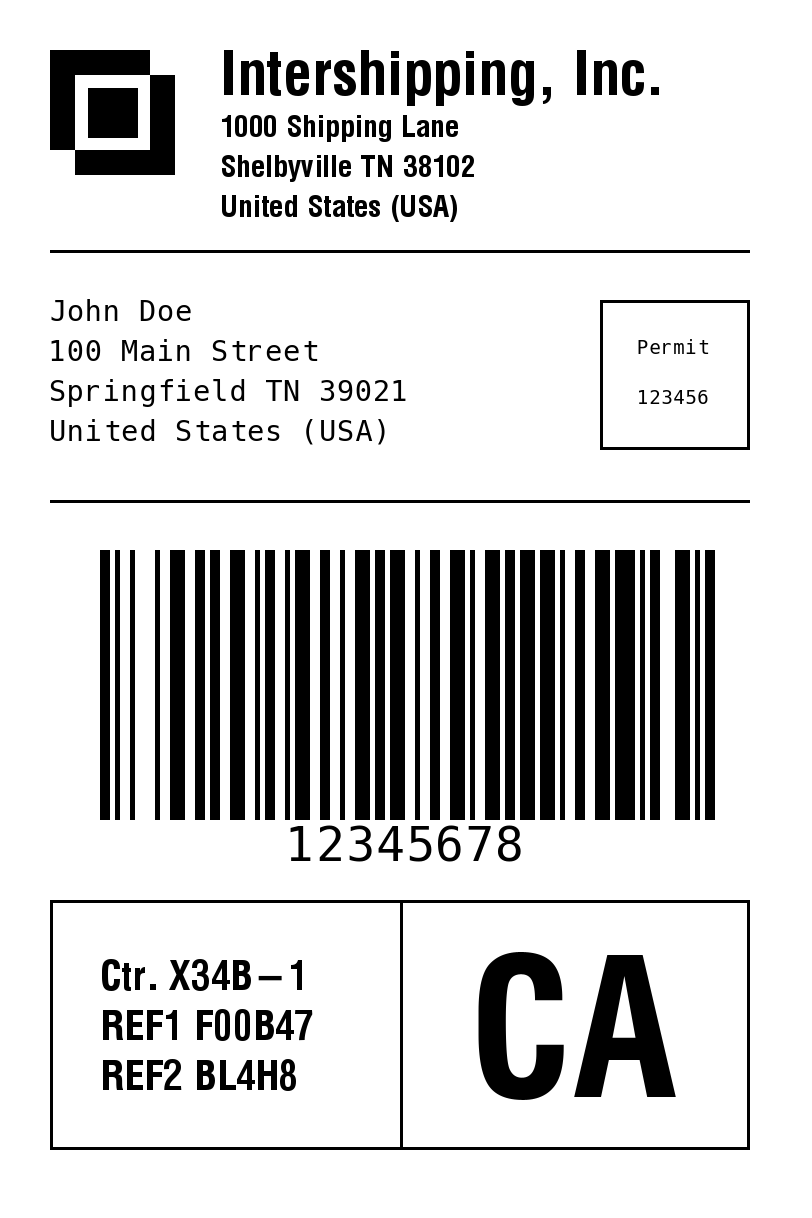 Intershipping, Inc.
1000 Shipping Lane
Shelbyville TN 38102
United States (USA)
John Doe
100 Main Street
Springfield TN 39021
United States (USA)
Permit
123456
12345678
Ctr. X34B-1
REF1 F00B47
REF2 BL4H8
CA